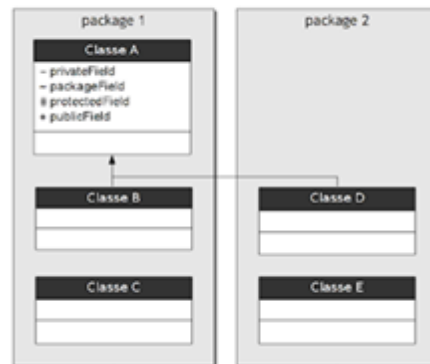 package 1
package 2
Classe A
- privateField
~ packageField
# protectedField
+ publicField
Classe B
Classe D
Classe C
Classe E